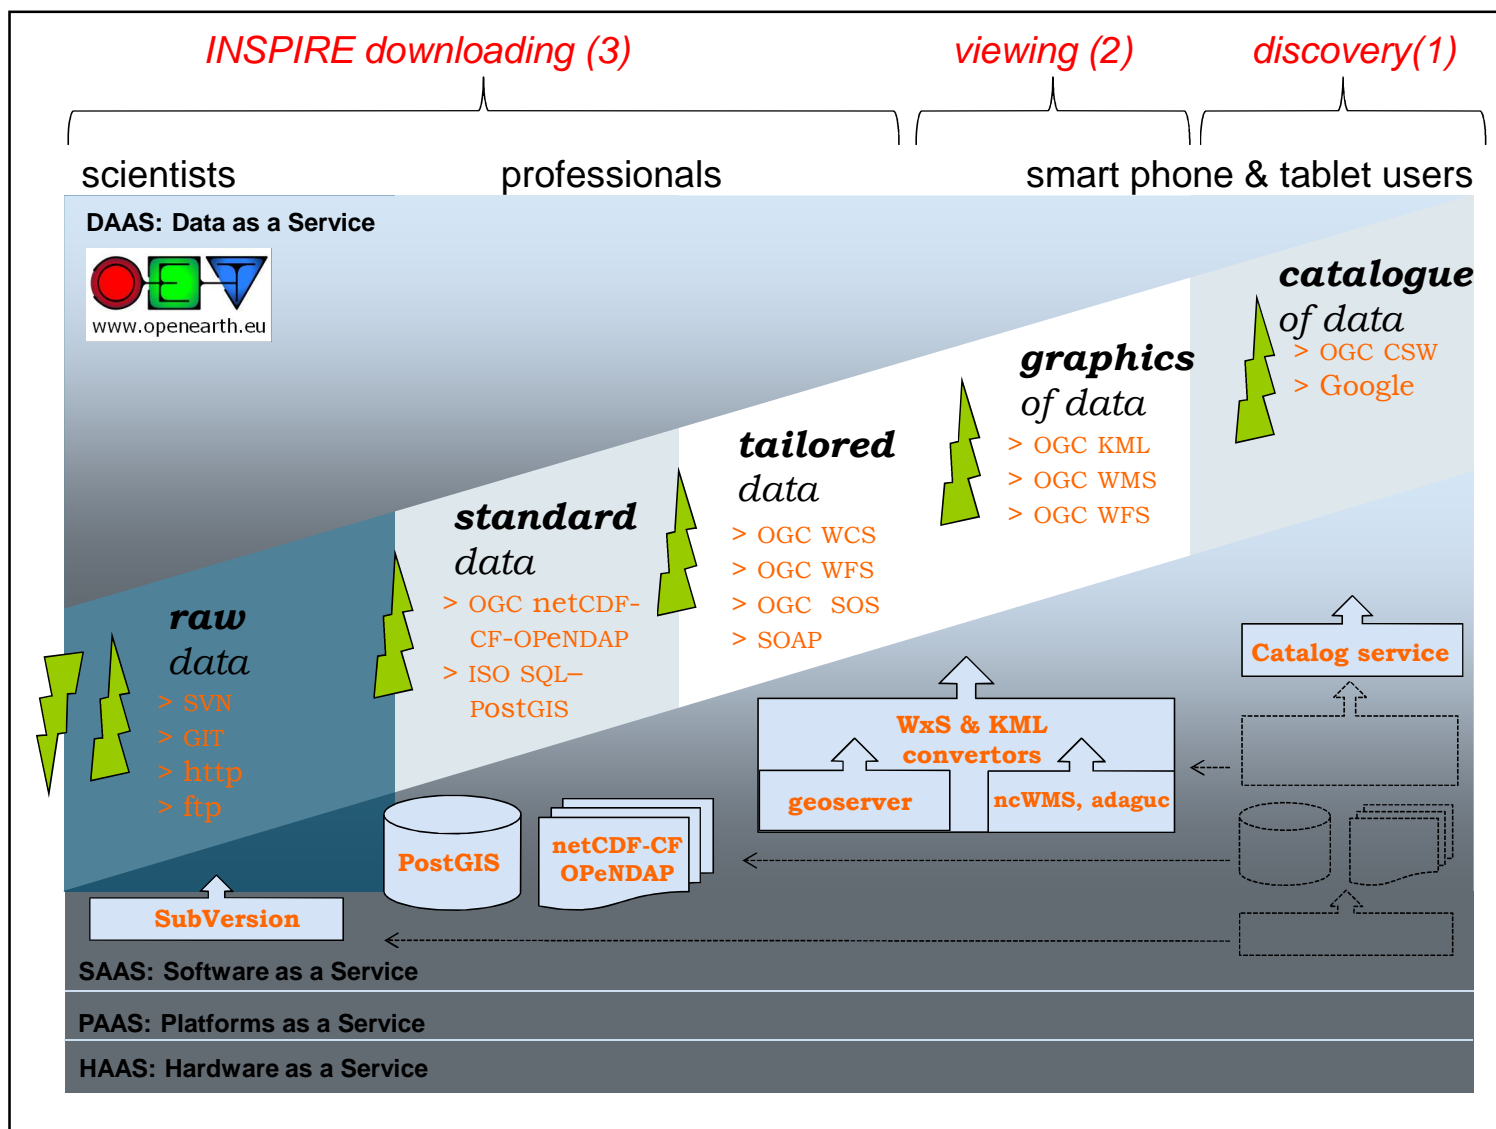 INSPIRE downloading (3)
viewing (2)
discovery(1)
scientists
professionals
smart phone & tablet users
DAAS: Data as a Service
www.openearth.eu
raw
data
> SVN
> GIT
> http
> ftp
standard
data
> OGC netCDF-
CF-OPeNDAP
> ISO SQL–
PostGIS
tailored
data
> OGC WCS
> OGC WFS
> OGC SOS
> SOAP
graphics
of data
> OGC KML
> OGC WMS
> OGC WFS
catalogue
of data
> OGC CSW
> Google
Catalog service
WxS & KML
convertors
geoserver
ncWMS, adaguc
PostGIS
netCDF-CF
OPeNDAP
SubVersion
SAAS: Software as a Service
PAAS: Platforms as a Service
HAAS: Hardware as a Service